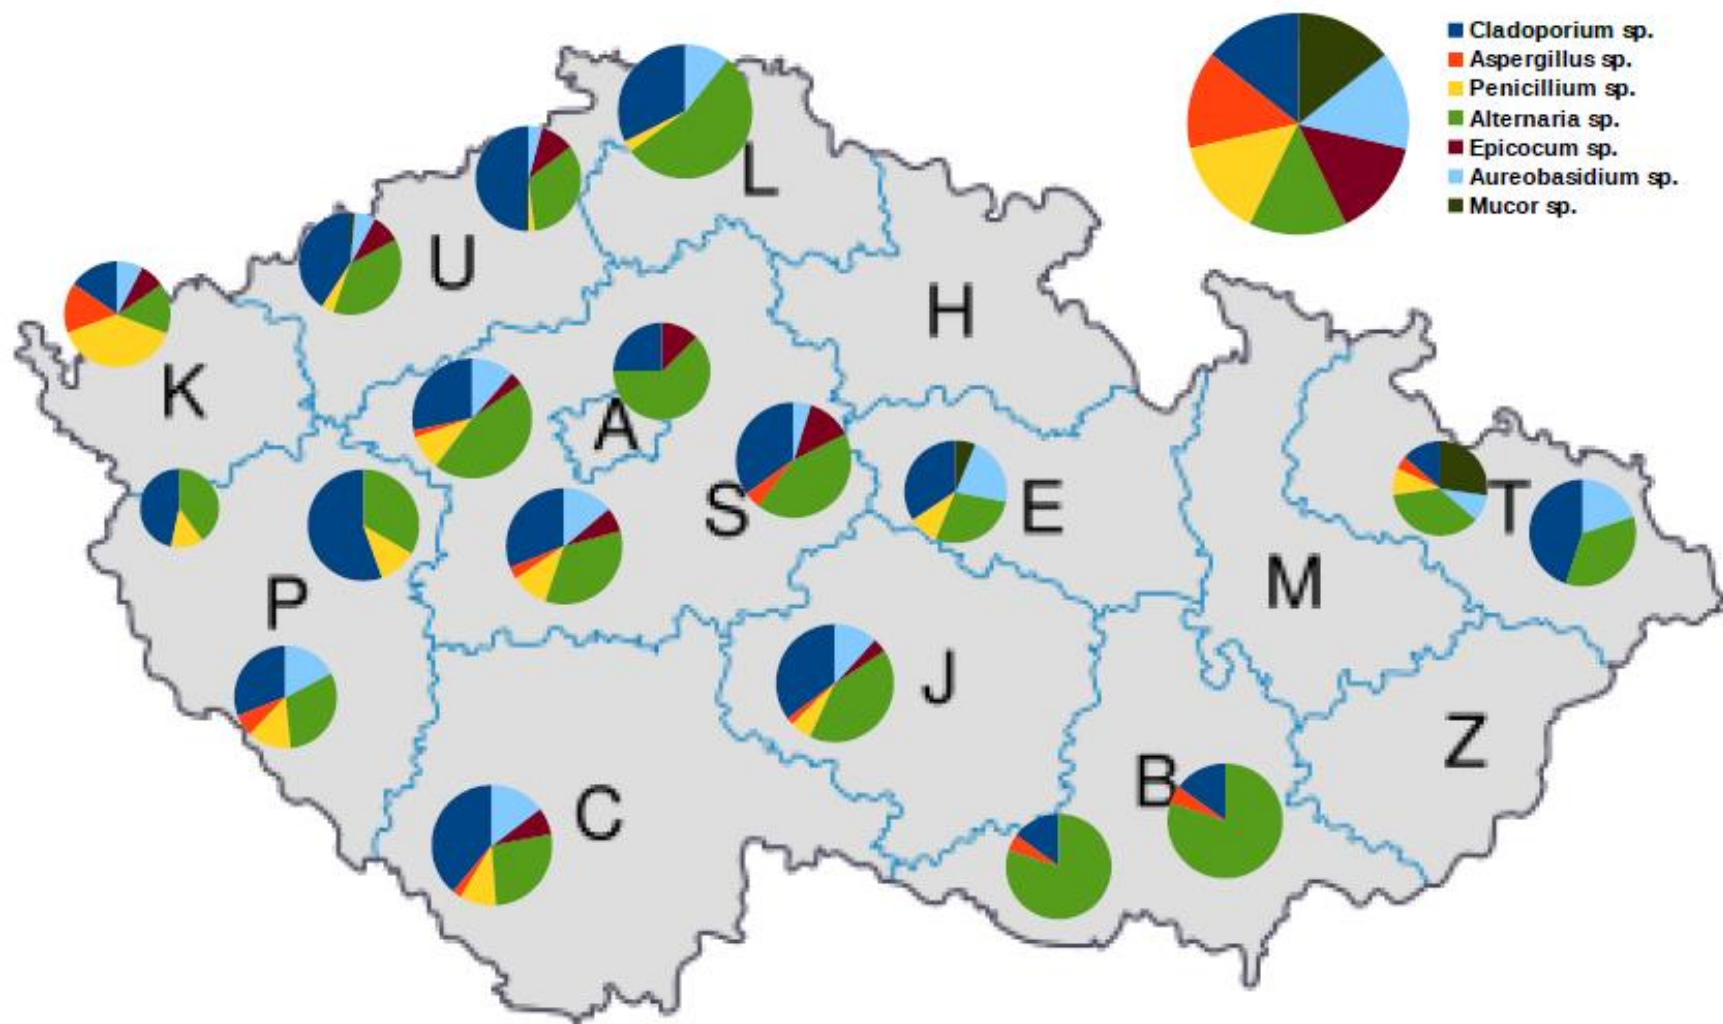 Cladoporium sp.
Aspergillus sp.
Penicillium sp.
Alternaria sp.
Epicocum sp.
Aureobasidium sp.
Mucor sp.
L
U
H
K
A
S
E
T
M
P
J
Z
B
C